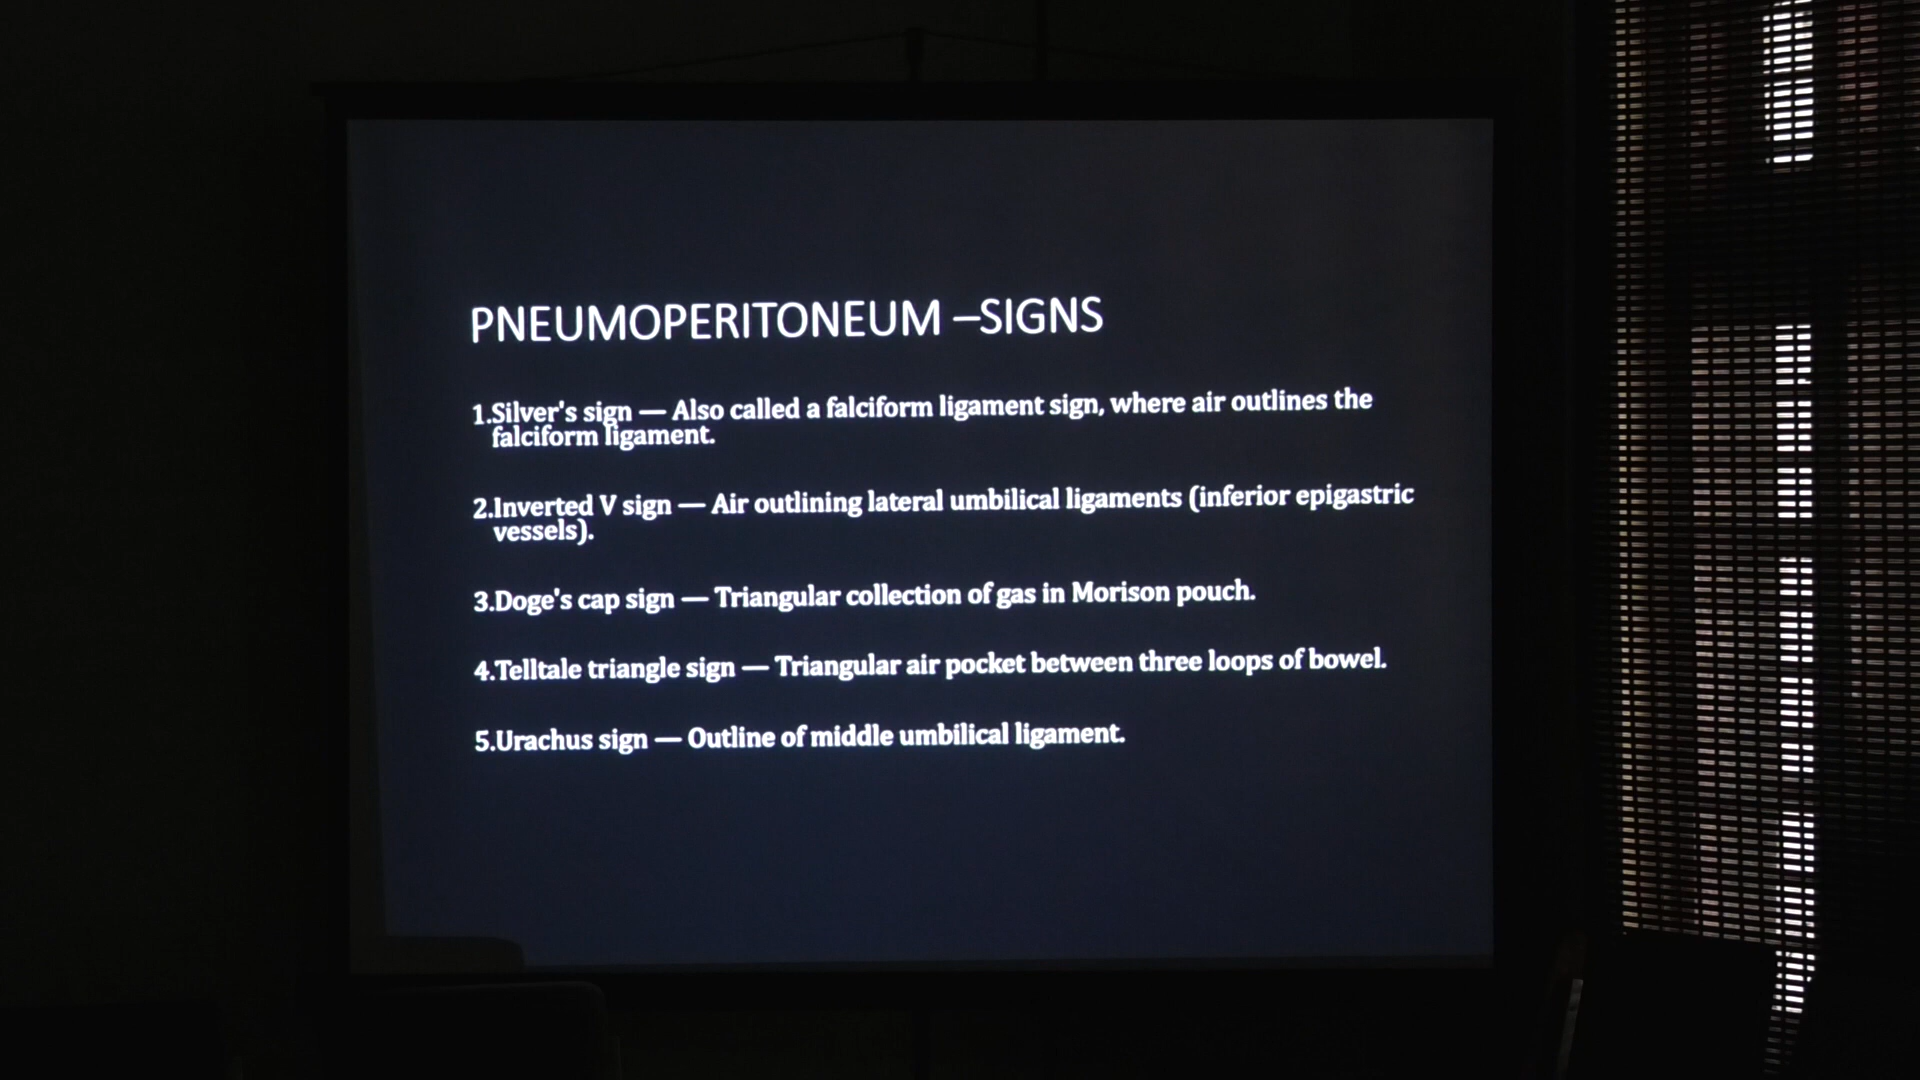 PNEUMOPERITONEUM –SIGNS
1.Silver's sign — Also called a falciform ligament sign, where air outlines the
falciform ligament.
2.Inverted V sign — Air outlining lateral umbilical ligaments (inferior epigastric
vessels).
3.Doge's cap sign — Triangular collection of gas in Morison pouch.
4.Telltale triangle sign — Triangular air pocket between three loops of bowel.
5.Urachus sign — Outline of middle umbilical ligament.